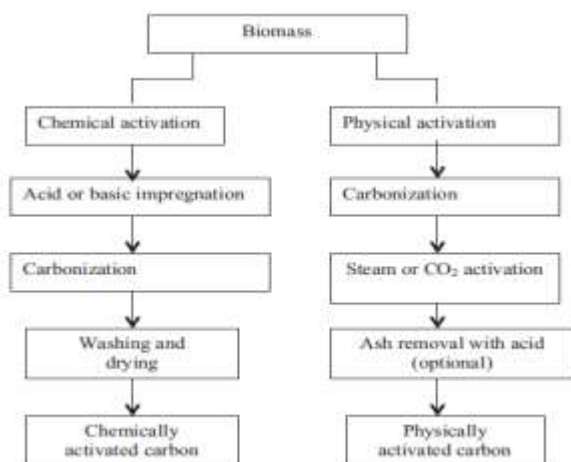 Biomass
Chemical activation
Physical activation
Acid or basic impregnation
Carbonization
Carbonization
Steam or CO₂ activation
Washing and
drying
Ash removal with acid
(optional)
Chemically
activated carbon
Physically
activated carbon